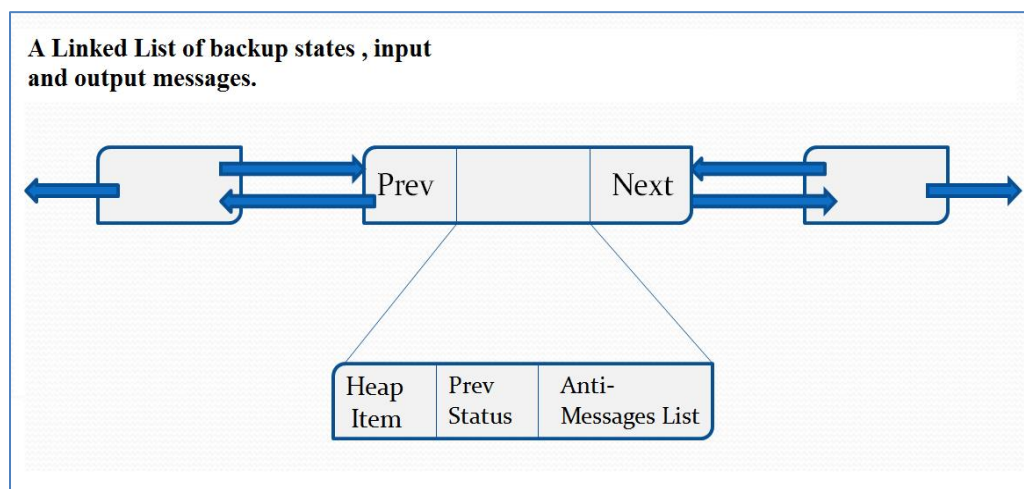 A Linked List of backup states , input
and output messages.
Prev
Next
Heap
Item
Prev
Status
Anti-
Messages List